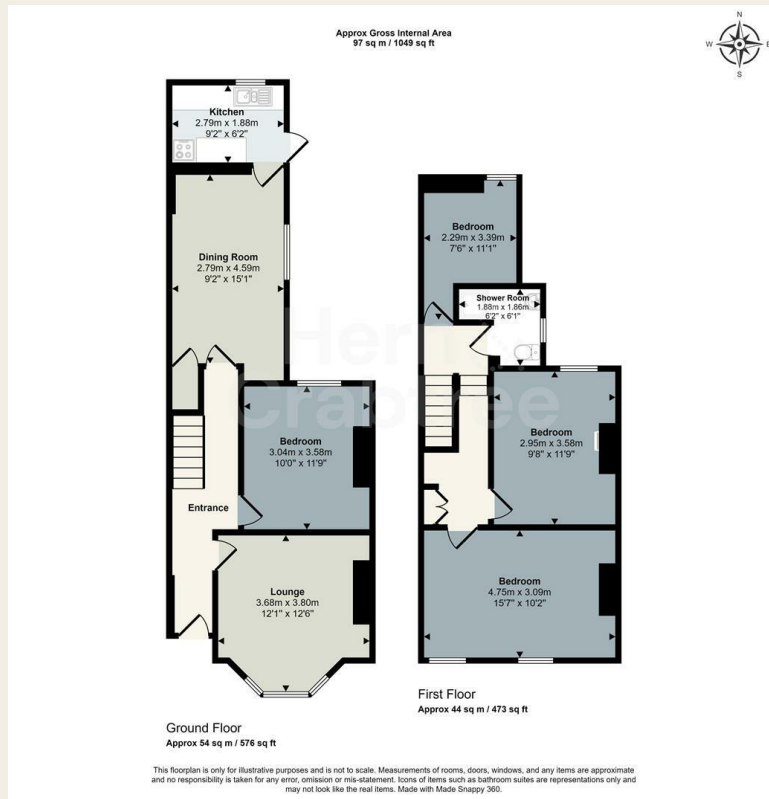 Approx Gross Internal Area
97 sq m / 1049 sq ft
N
W
E
S
Kitchen
2.79m x 1.88m
9'2" x 6'2"
Dining Room
2.79m x 4.59m
9'2" x 15'1"
Bedroom
3.04m x 3.58m
10'0" x 11'9"
Entrance
Lounge
3.68m x 3.80m
12'1" x 12'6"
Ground Floor
Approx 54 sq m / 576 sq ft
Bedroom
2.29m x 3.39m
7'6" x 11'1"
Shower Room
1.88m x 1.86m
6'2" x 6'1"
Bedroom
2.95m x 3.58m
9'8" x 11'9"
Bedroom
4.75m x 3.09m
15'7" x 10'2"
First Floor
Approx 44 sq m / 473 sq ft
Crabtree
This floorplan is only for illustrative purposes and is not to scale. Measurements of rooms, doors, windows, and any items are approximate
and no responsibility is taken for any error, omission or mis-statement. Icons of items such as bathroom suites are representations only and
may not look like the real items. Made with Made Snappy 360.